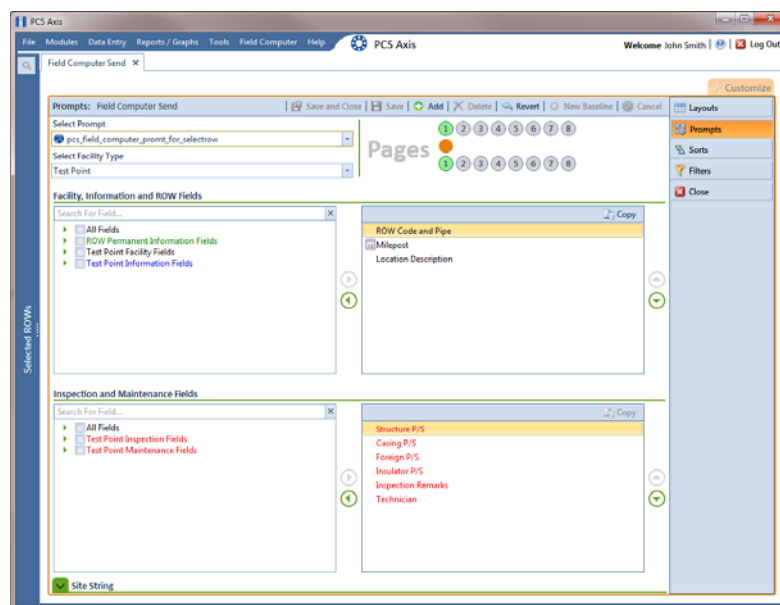 PCS Axis
File Modules Data Entry Reports / Graphs Tools Field Computer Help PCS Axis Welcome John Smith | Log Out
Field Computer Send X
Customize
Prompts: Field Computer Send | Save and Close | Save | Add | Delete | Revert | New Baseline | Cancel
Layouts
Select Prompt
pcs_field_computer_promt_for_selectrow
Select Facility Type
Test Point
Pages
1 2 3 4 5 6 7 8
1 2 3 4 5 6 7 8
Prompts
Sorts
Filters
Close
Facility, Information and ROW Fields
Search For Field... X
All Fields
ROW Permanent Information Fields
Test Point Facility Fields
Test Point Information Fields
Copy
ROW Code and Pipe
Milepost
Location Description
Selected ROWs
Inspection and Maintenance Fields
Search For Field... X
All Fields
Test Point Inspection Fields
Test Point Maintenance Fields
Copy
Structure P/S
Casing P/S
Foreign P/S
Insulator P/S
Inspection Remarks
Technician
Site String